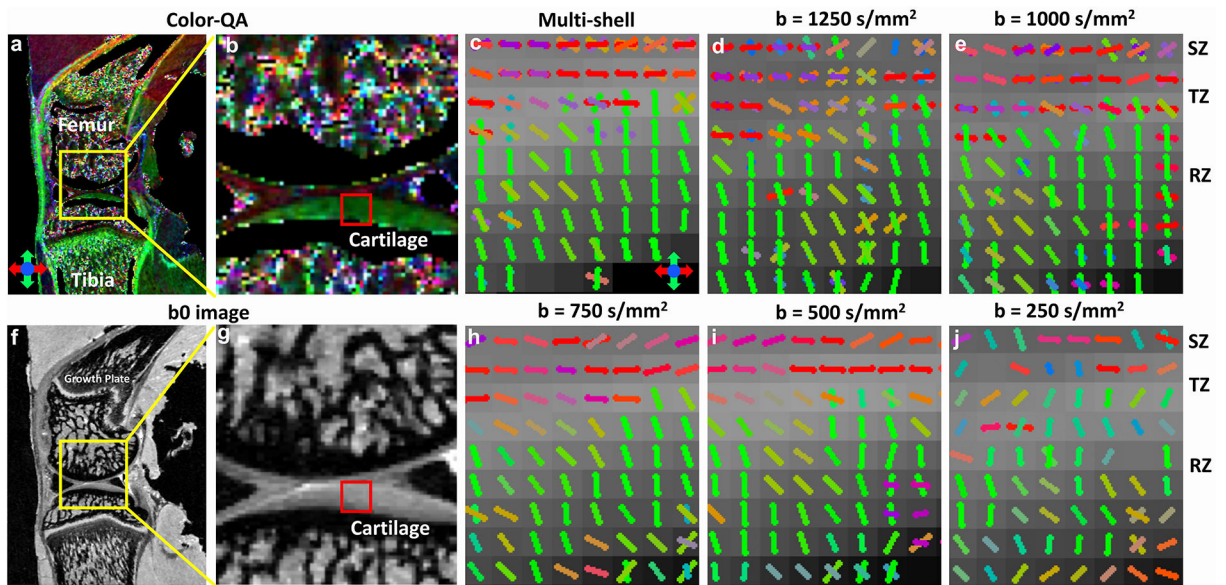 Color-QA
Multi-shell
b = 1250 s/mm²
b = 1000 s/mm²
a
b
c
d
e
SZ
TZ
RZ
Femur
Cartilage
Tibia
b0 image
b = 750 s/mm²
b = 500 s/mm²
b = 250 s/mm²
f
g
h
i
j
SZ
TZ
RZ
Growth Plate
Cartilage